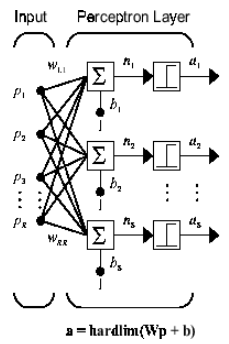 Input Perceptron Layer
w1,1 n1 a1
p1
b1
1
p2
n2 a2
p3
b2
1
pR
nS aS
wR,R
bS
1
a = hardlim(Wp + b)